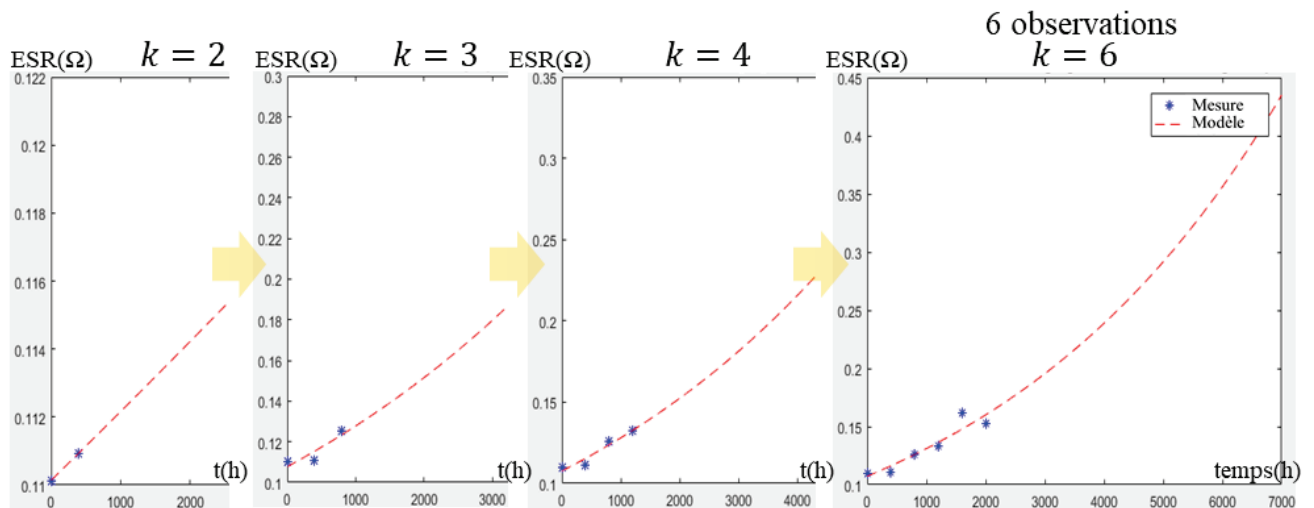 6 observations
ESR(Ω) k = 2
ESR(Ω) k = 3
ESR(Ω) k = 4
ESR(Ω) k = 6
0.122
0.12
0.118
0.116
0.114
0.112
0.11
0 1000 2000
t(h)
0.3
0.28
0.26
0.24
0.22
0.2
0.18
0.16
0.14
0.12
0.1
0 1000 2000 3000
t(h)
0.35
0.3
0.25
0.2
0.15
0.1
0 1000 2000 3000 4000
t(h)
0.45
0.4
0.35
0.3
0.25
0.2
0.15
0.1
0 1000 2000 3000 4000 5000 6000 7000
temps(h)
Mesure
Modèle